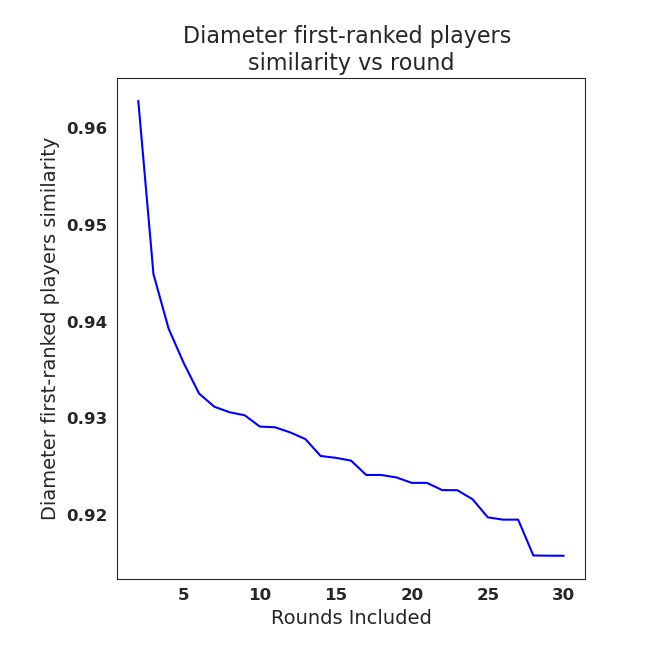 Diameter first-ranked players
similarity vs round
Diameter first-ranked players similarity
0.96
0.95
0.94
0.93
0.92
5 10 15 20 25 30
Rounds Included